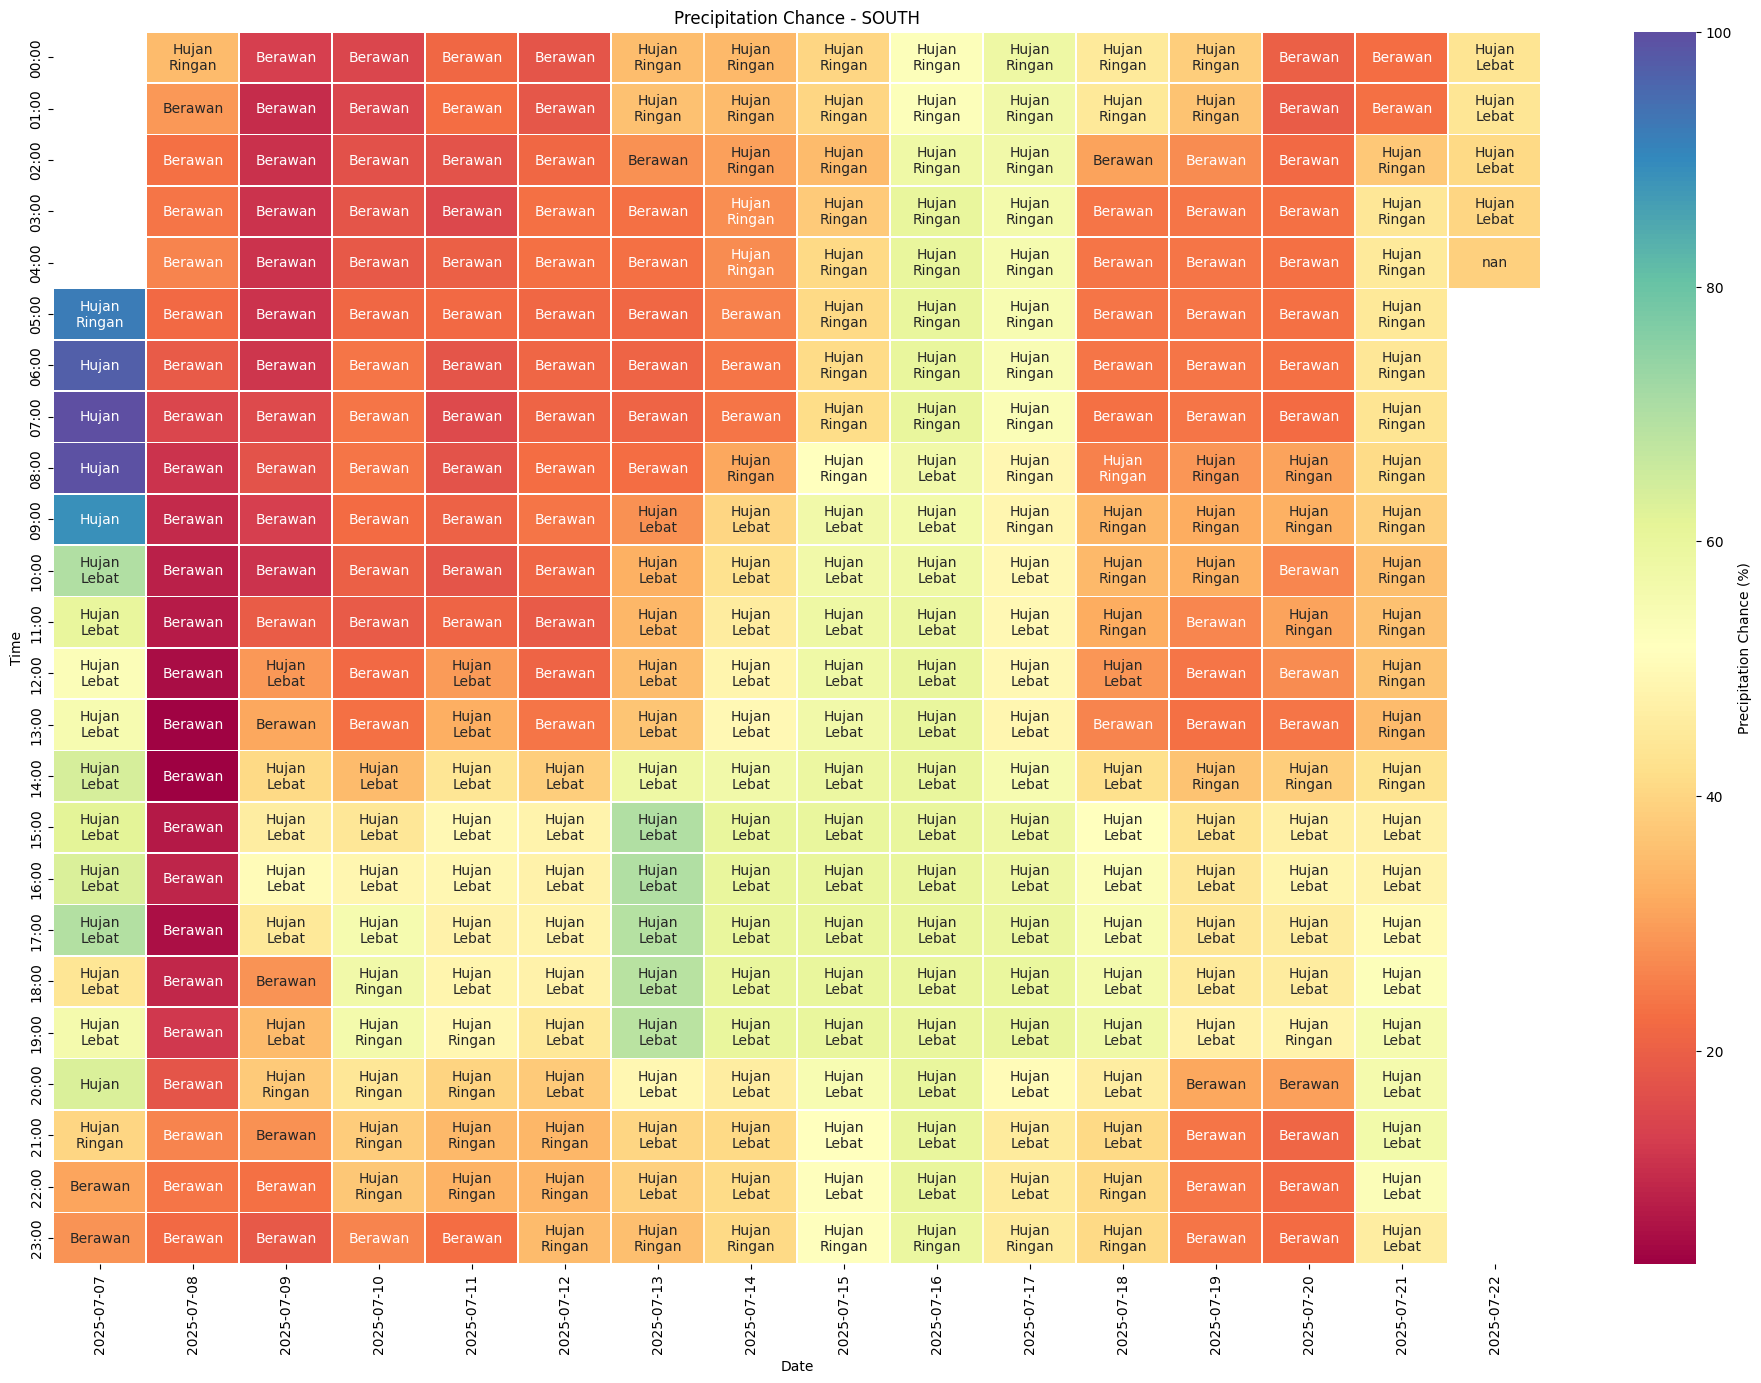 Precipitation Chance - SOUTH
00:00 Hujan Ringan Berawan Berawan Berawan Berawan Hujan Ringan Hujan Ringan Hujan Ringan Hujan Ringan Hujan Ringan Hujan Ringan Hujan Ringan Berawan Berawan Hujan Lebat
01:00 Berawan Berawan Berawan Berawan Berawan Hujan Ringan Hujan Ringan Hujan Ringan Hujan Ringan Hujan Ringan Hujan Ringan Hujan Ringan Berawan Berawan Hujan Lebat
02:00 Berawan Berawan Berawan Berawan Berawan Berawan Hujan Ringan Hujan Ringan Hujan Ringan Hujan Ringan Berawan Berawan Berawan Hujan Ringan Hujan Lebat
03:00 Berawan Berawan Berawan Berawan Berawan Berawan Hujan Ringan Hujan Ringan Hujan Ringan Hujan Ringan Berawan Berawan Berawan Hujan Ringan Hujan Lebat
04:00 Berawan Berawan Berawan Berawan Berawan Berawan Hujan Ringan Hujan Ringan Hujan Ringan Hujan Ringan Berawan Berawan Berawan Hujan Ringan nan
05:00 Hujan Ringan Berawan Berawan Berawan Berawan Berawan Berawan Berawan Hujan Ringan Hujan Ringan Hujan Ringan Berawan Berawan Berawan Hujan Ringan
06:00 Hujan Berawan Berawan Berawan Berawan Berawan Berawan Berawan Hujan Ringan Hujan Ringan Hujan Ringan Berawan Berawan Berawan Hujan Ringan
07:00 Hujan Berawan Berawan Berawan Berawan Berawan Berawan Berawan Hujan Ringan Hujan Ringan Hujan Ringan Berawan Berawan Berawan Hujan Ringan
08:00 Hujan Berawan Berawan Berawan Berawan Berawan Berawan Hujan Ringan Hujan Ringan Hujan Lebat Hujan Ringan Hujan Ringan Hujan Ringan Hujan Ringan Hujan Ringan
09:00 Hujan Berawan Berawan Berawan Berawan Berawan Hujan Lebat Hujan Lebat Hujan Lebat Hujan Lebat Hujan Ringan Hujan Ringan Hujan Ringan Hujan Ringan Hujan Ringan
10:00 Hujan Lebat Berawan Berawan Berawan Berawan Berawan Hujan Lebat Hujan Lebat Hujan Lebat Hujan Lebat Hujan Lebat Hujan Ringan Hujan Ringan Berawan Hujan Ringan
11:00 Hujan Lebat Berawan Berawan Berawan Berawan Berawan Hujan Lebat Hujan Lebat Hujan Lebat Hujan Lebat Hujan Lebat Hujan Ringan Berawan Hujan Ringan Hujan Ringan
12:00 Hujan Lebat Berawan Hujan Lebat Berawan Hujan Lebat Berawan Hujan Lebat Hujan Lebat Hujan Lebat Hujan Lebat Hujan Lebat Hujan Lebat Berawan Berawan Hujan Ringan
13:00 Hujan Lebat Berawan Berawan Berawan Hujan Lebat Berawan Hujan Lebat Hujan Lebat Hujan Lebat Hujan Lebat Hujan Lebat Berawan Berawan Berawan Hujan Ringan
14:00 Hujan Lebat Berawan Hujan Lebat Hujan Lebat Hujan Lebat Hujan Lebat Hujan Lebat Hujan Lebat Hujan Lebat Hujan Lebat Hujan Lebat Hujan Lebat Hujan Ringan Hujan Ringan Hujan Ringan
15:00 Hujan Lebat Berawan Hujan Lebat Hujan Lebat Hujan Lebat Hujan Lebat Hujan Lebat Hujan Lebat Hujan Lebat Hujan Lebat Hujan Lebat Hujan Lebat Hujan Lebat Hujan Lebat Hujan Lebat
16:00 Hujan Lebat Berawan Hujan Lebat Hujan Lebat Hujan Lebat Hujan Lebat Hujan Lebat Hujan Lebat Hujan Lebat Hujan Lebat Hujan Lebat Hujan Lebat Hujan Lebat Hujan Lebat Hujan Lebat
17:00 Hujan Lebat Berawan Hujan Lebat Hujan Lebat Hujan Lebat Hujan Lebat Hujan Lebat Hujan Lebat Hujan Lebat Hujan Lebat Hujan Lebat Hujan Lebat Hujan Lebat Hujan Lebat Hujan Lebat
18:00 Hujan Lebat Berawan Berawan Hujan Ringan Hujan Lebat Hujan Lebat Hujan Lebat Hujan Lebat Hujan Lebat Hujan Lebat Hujan Lebat Hujan Lebat Hujan Lebat Hujan Lebat Hujan Lebat
19:00 Hujan Lebat Berawan Hujan Lebat Hujan Ringan Hujan Ringan Hujan Lebat Hujan Lebat Hujan Lebat Hujan Lebat Hujan Lebat Hujan Lebat Hujan Lebat Hujan Lebat Hujan Ringan Hujan Lebat
20:00 Hujan Berawan Hujan Ringan Hujan Ringan Hujan Ringan Hujan Lebat Hujan Lebat Hujan Lebat Hujan Lebat Hujan Lebat Hujan Lebat Hujan Lebat Berawan Berawan Hujan Lebat
21:00 Hujan Ringan Berawan Berawan Hujan Ringan Hujan Ringan Hujan Ringan Hujan Lebat Hujan Lebat Hujan Lebat Hujan Lebat Hujan Lebat Hujan Lebat Berawan Berawan Hujan Lebat
22:00 Berawan Berawan Berawan Hujan Ringan Hujan Ringan Hujan Ringan Hujan Lebat Hujan Lebat Hujan Lebat Hujan Lebat Hujan Lebat Hujan Ringan Berawan Berawan Hujan Lebat
23:00 Berawan Berawan Berawan Berawan Berawan Hujan Ringan Hujan Ringan Hujan Ringan Hujan Ringan Hujan Ringan Hujan Ringan Hujan Ringan Berawan Berawan Hujan Lebat
Time
2025-07-07 2025-07-08 2025-07-09 2025-07-10 2025-07-11 2025-07-12 2025-07-13 2025-07-14 2025-07-15 2025-07-16 2025-07-17 2025-07-18 2025-07-19 2025-07-20 2025-07-21 2025-07-22
Date
100
80
60
40
20
Precipitation Chance (%)